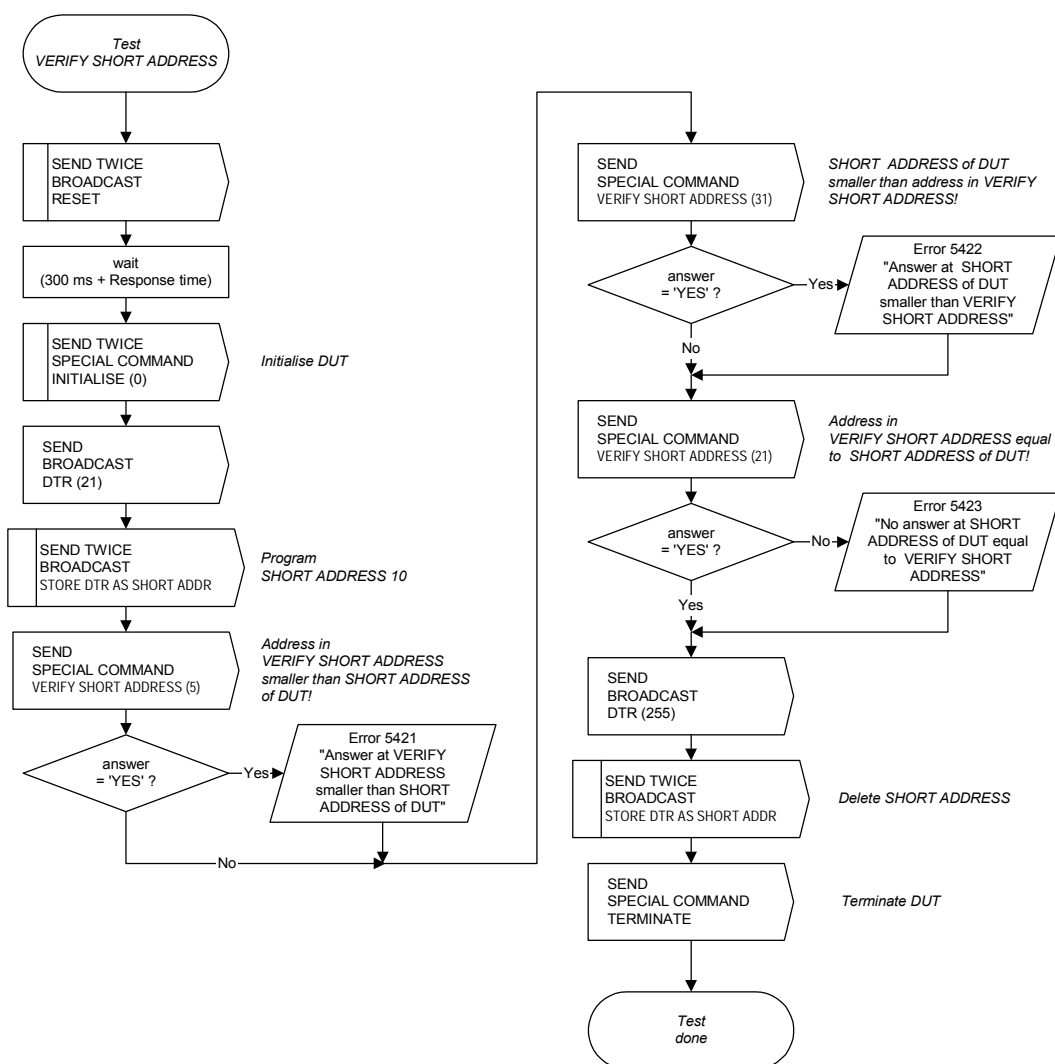 Test
VERIFY SHORT ADDRESS
SEND TWICE
BROADCAST
RESET
wait
(300 ms + Response time)
SEND TWICE
SPECIAL COMMAND
INITIALISE (0)
Initialise DUT
SEND
BROADCAST
DTR (21)
SEND TWICE
BROADCAST
STORE DTR AS SHORT ADDR
Program
SHORT ADDRESS 10
SEND
SPECIAL COMMAND
VERIFY SHORT ADDRESS (5)
Address in
VERIFY SHORT ADDRESS
smaller than SHORT ADDRESS
of DUT!
answer
= 'YES' ?
Yes
Error 5421
"Answer at VERIFY
SHORT ADDRESS
smaller than SHORT
ADDRESS of DUT"
No
SEND
SPECIAL COMMAND
VERIFY SHORT ADDRESS (31)
SHORT ADDRESS of DUT
smaller than address in VERIFY
SHORT ADDRESS!
answer
= 'YES' ?
Yes
Error 5422
"Answer at SHORT
ADDRESS of DUT
smaller than VERIFY
SHORT ADDRESS"
No
SEND
SPECIAL COMMAND
VERIFY SHORT ADDRESS (21)
Address in
VERIFY SHORT ADDRESS equal
to SHORT ADDRESS of DUT!
answer
= 'YES' ?
No
Error 5423
"No answer at SHORT
ADDRESS of DUT equal
to VERIFY SHORT
ADDRESS"
Yes
SEND
BROADCAST
DTR (255)
SEND TWICE
BROADCAST
STORE DTR AS SHORT ADDR
Delete SHORT ADDRESS
SEND
SPECIAL COMMAND
TERMINATE
Terminate DUT
Test
done